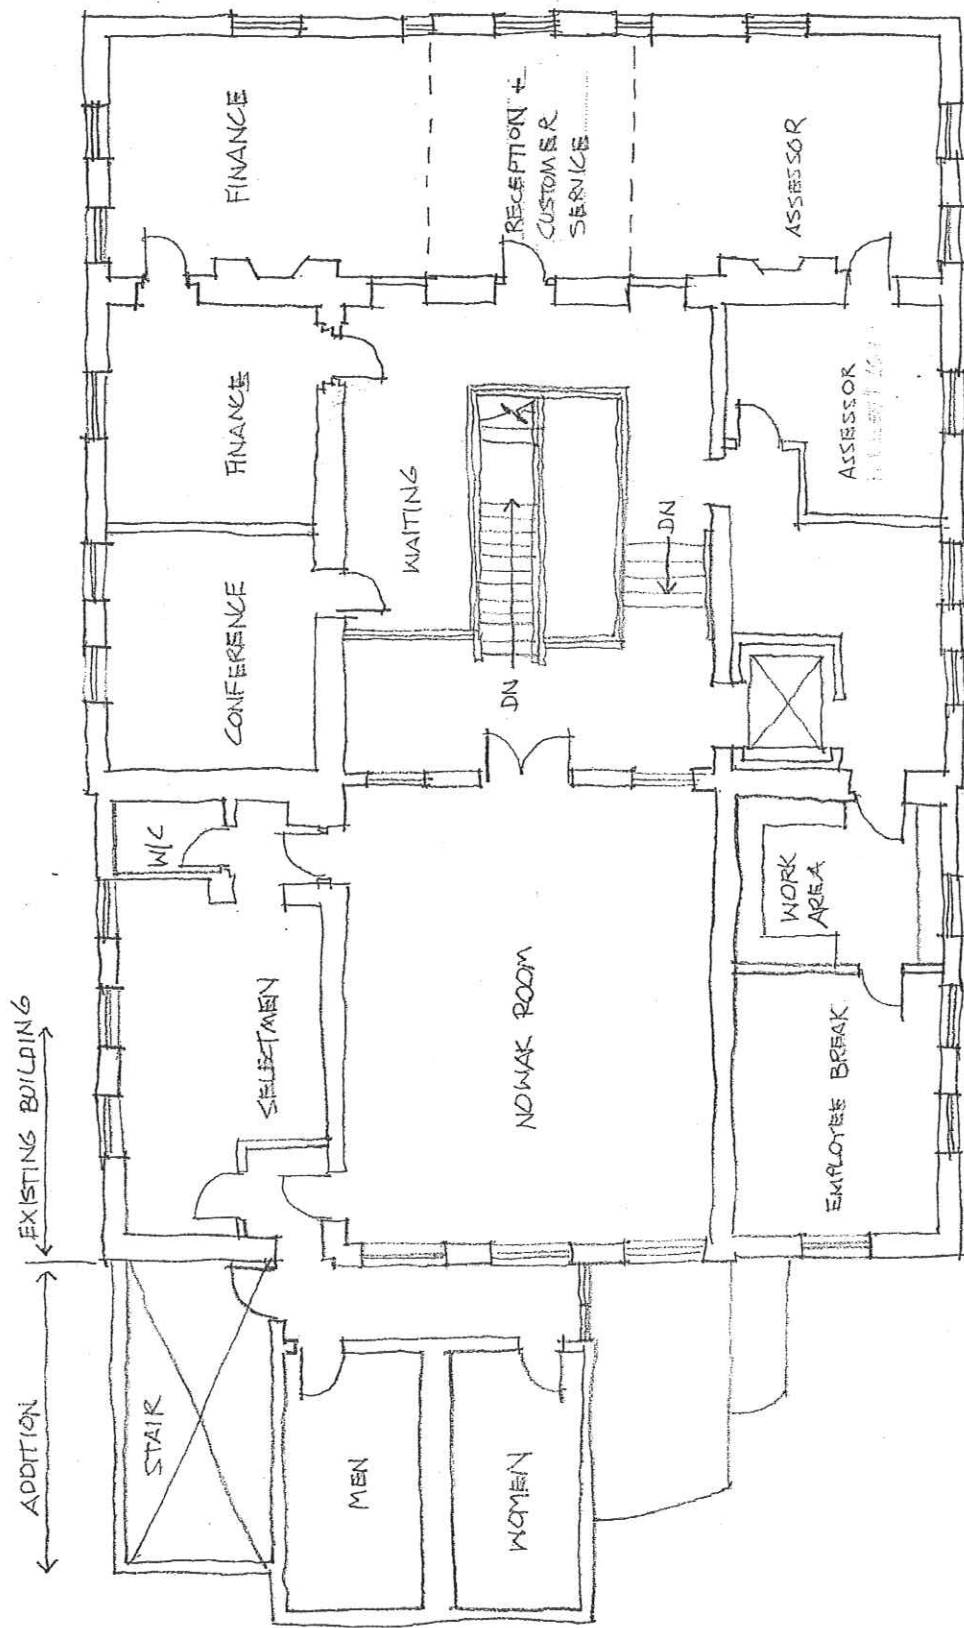 ADDITION
EXISTING BUILDING
STAIR
MEN
WOMEN
SELECTMEN
W/C
NOWAK ROOM
EMPLOYEE BREAK
WORK
AREA
CONFERENCE
FINANCE
WAITING
DN
DN
ASSESSOR
FINANCE
RECEPTION +
CUSTOMER
SERVICE
ASSESSOR